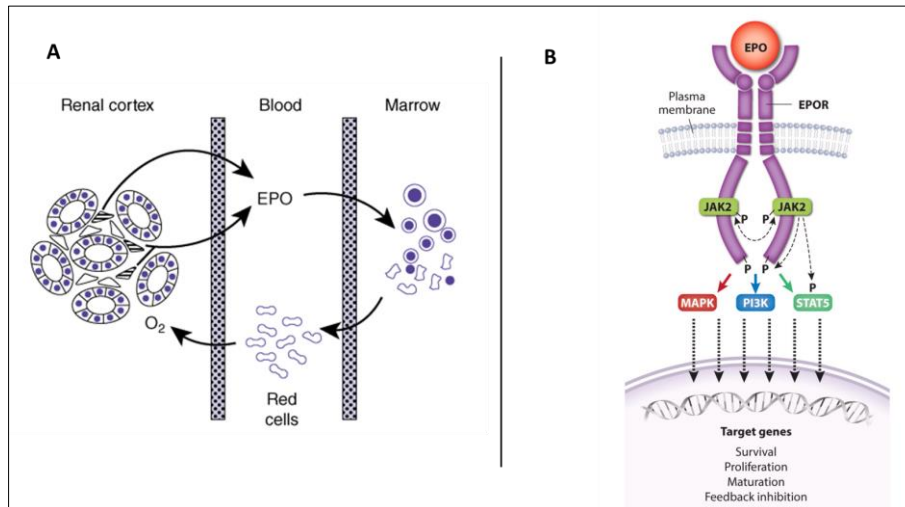 A
Renal cortex
Blood
Marrow
EPO
O2
Red
cells
B
EPO
Plasma
membrane
EPOR
JAK2
P
P
JAK2
P
P
P
MAPK
PI3K
STAT5
Target genes
Survival
Proliferation
Maturation
Feedback inhibition